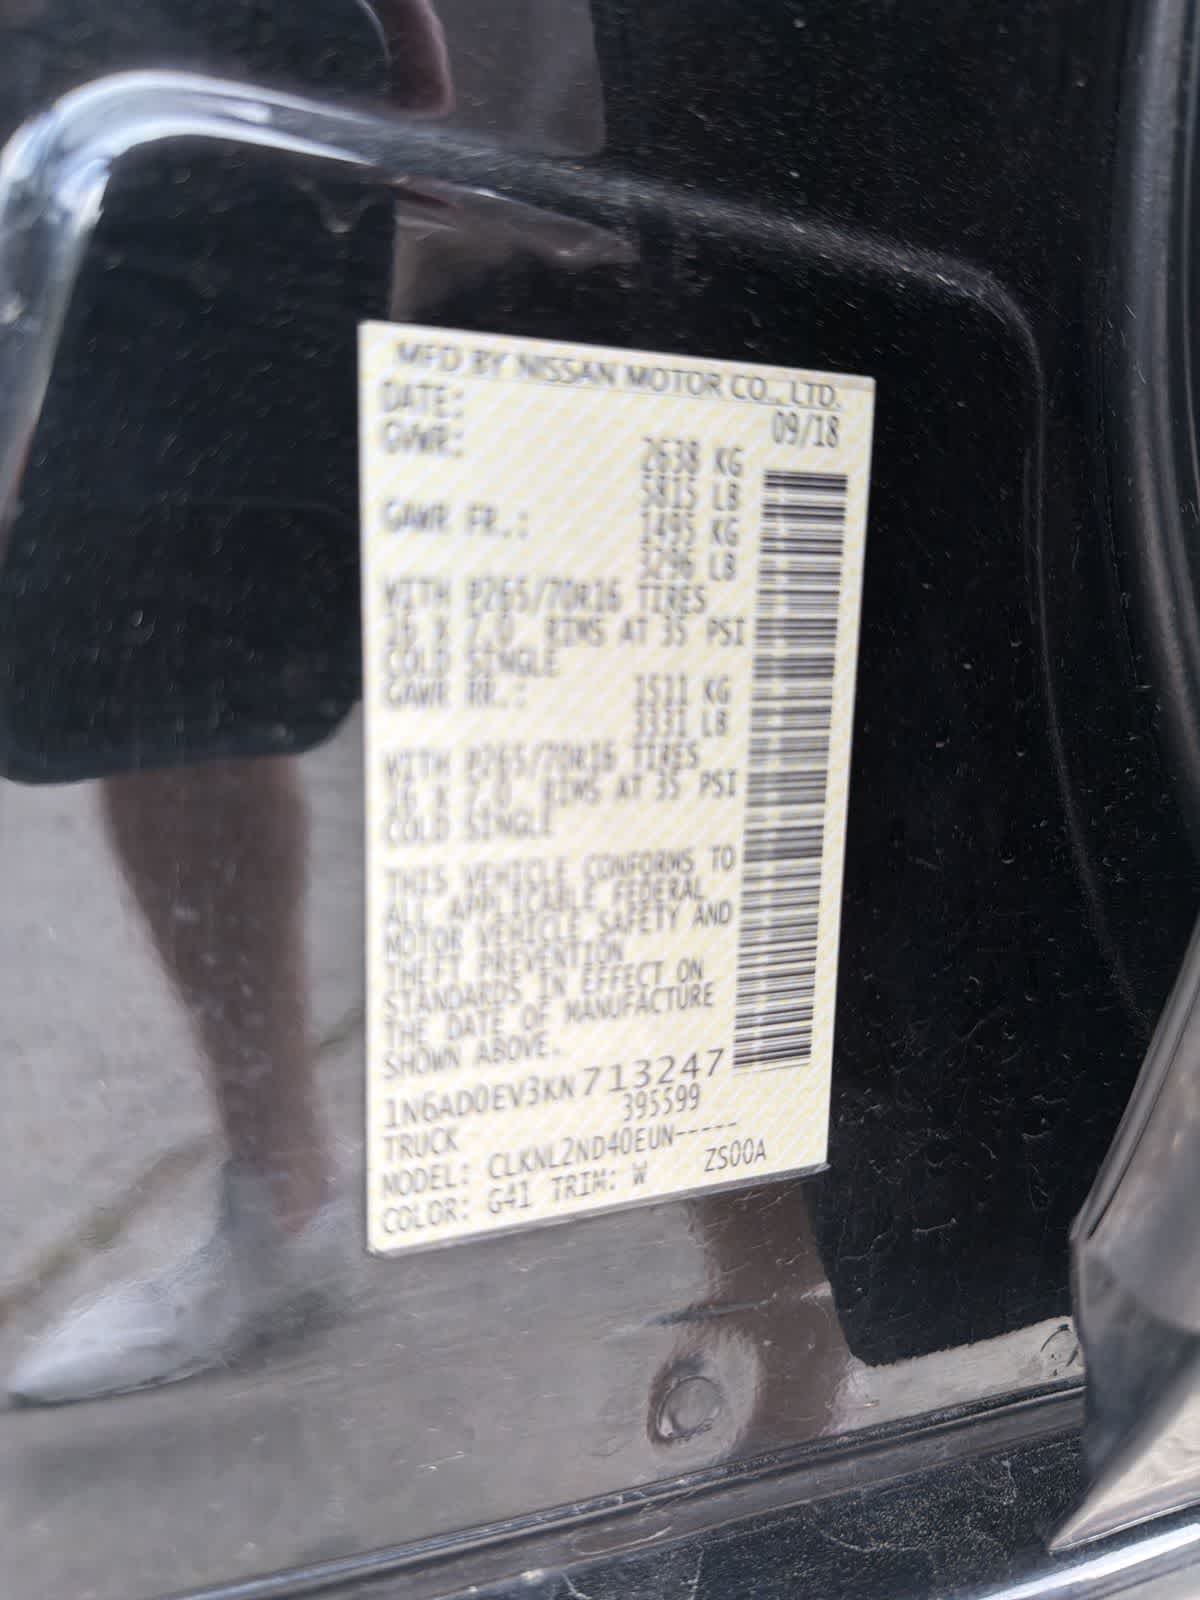 MFD BY NISSAN MOTOR CO., LTD.
DATE: 09/18
GVWR: 2638 KG
5815 LB
GAWR FR.: 1495 KG
3296 LB
WITH P265/70R16 TIRES
16 X 7.0 RIMS AT 35 PSI
COLD SINGLE
GAWR RR.: 1511 KG
3331 LB
WITH P265/70R16 TIRES
16 X 7.0 RIMS AT 35 PSI
COLD SINGLE
THIS VEHICLE CONFORMS TO
ALL APPLICABLE FEDERAL
MOTOR VEHICLE SAFETY AND
THEFT PREVENTION
STANDARDS IN EFFECT ON
THE DATE OF MANUFACTURE
SHOWN ABOVE.
1N6AD0EV3KN713247
395599
TRUCK
MODEL: CLKNL2ND40EUN-----
COLOR: G41 TRIM: W ZS00A